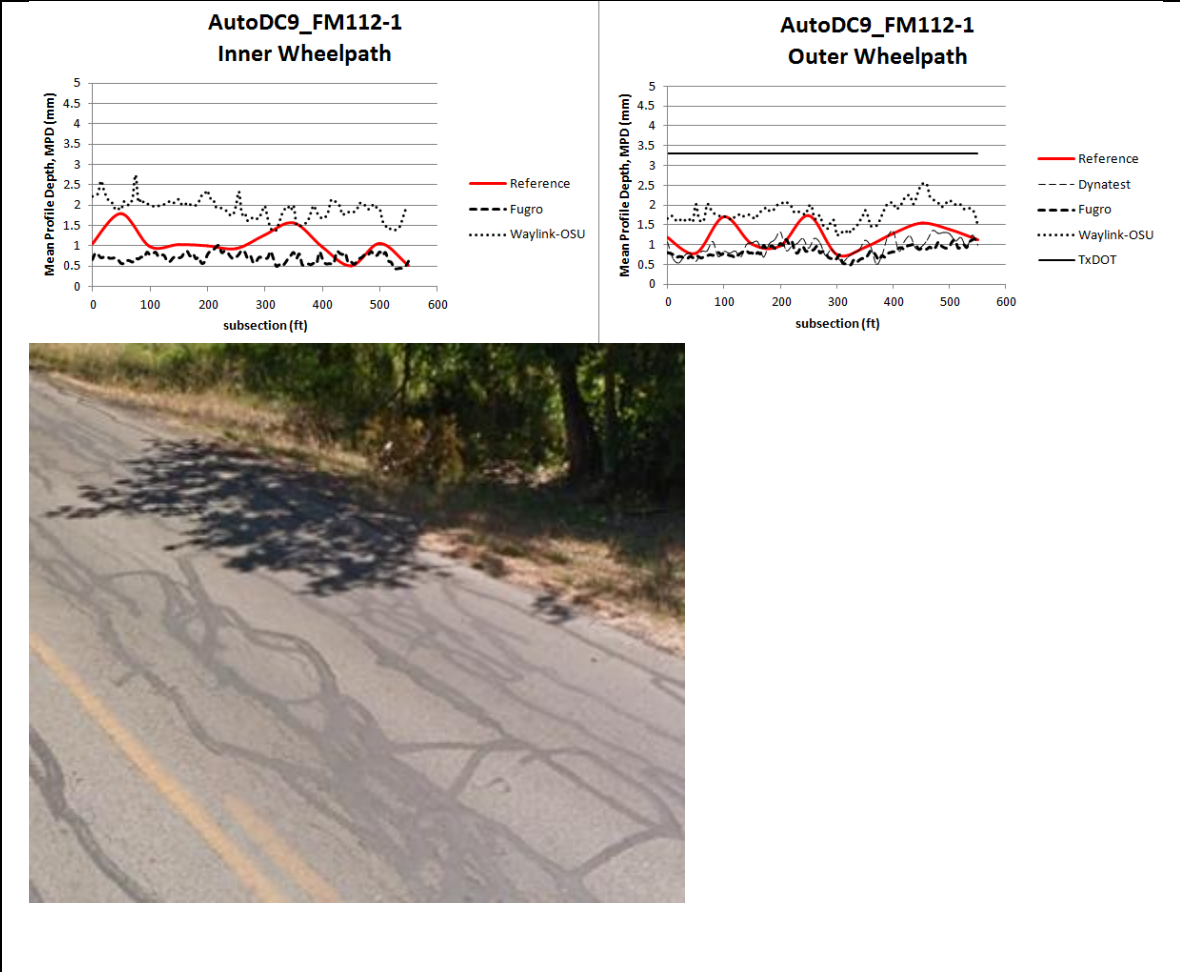 AutoDC9_FM112-1
Inner Wheelpath
Mean Profile Depth, MPD (mm)
5
4.5
4
3.5
3
2.5
2
1.5
1
0.5
0
0 100 200 300 400 500 600
subsection (ft)
Reference
Fugro
Waylink-OSU
AutoDC9_FM112-1
Outer Wheelpath
Mean Profile Depth, MPD (mm)
5
4.5
4
3.5
3
2.5
2
1.5
1
0.5
0
0 100 200 300 400 500 600
subsection (ft)
Reference
Dynatest
Fugro
Waylink-OSU
TxDOT